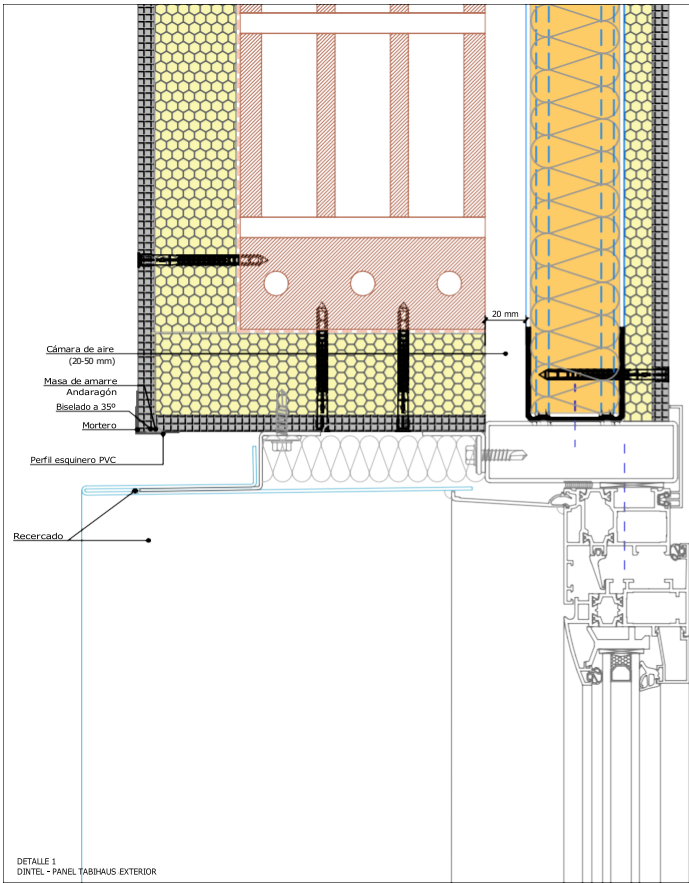 20 mm
Cámara de aire
(20-50 mm)
Masa de amarre
Andaragón
Biselado a 35º
Mortero
Perfil esquinero PVC
Recercado
DETALLE 1
DINTEL - PANEL TABIHAUS EXTERIOR